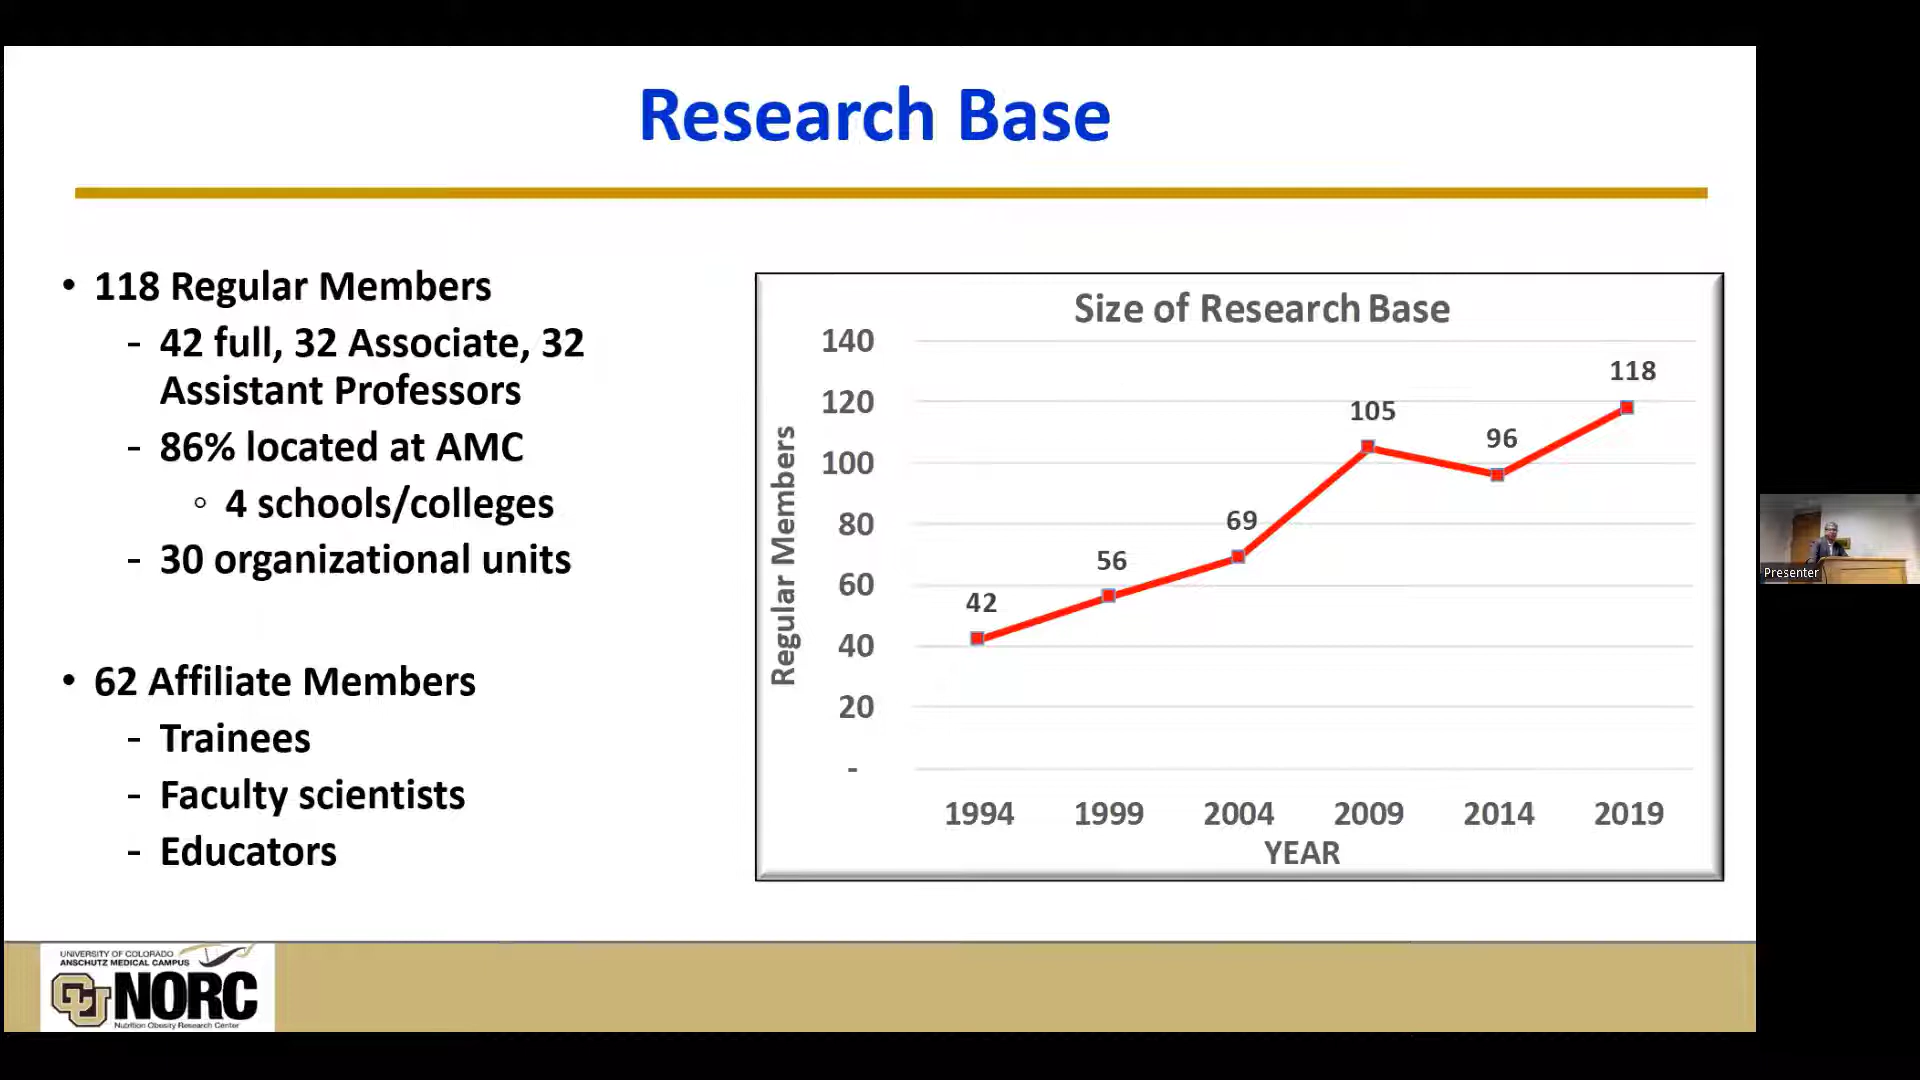 Research Base
• 118 Regular Members
- 42 full, 32 Associate, 32
Assistant Professors
- 86% located at AMC
○ 4 schools/colleges
- 30 organizational units
• 62 Affiliate Members
- Trainees
- Faculty scientists
- Educators
Size of Research Base
Regular Members
140
120
100
80
60
40
20
-
42
56
69
105
96
118
1994 1999 2004 2009 2014 2019
YEAR
Presenter
UNIVERSITY OF COLORADO
ANSCHUTZ MEDICAL CAMPUS
CU NORC
Nutrition Obesity Research Center